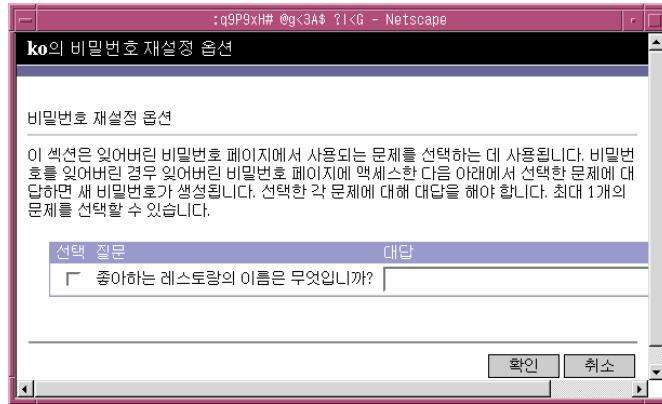 :q9P9xH# @g<3A$ ?I<G - Netscape
ko의 비밀번호 재설정 옵션
비밀번호 재설정 옵션
이 섹션은 잊어버린 비밀번호 페이지에서 사용되는 문제를 선택하는 데 사용됩니다. 비밀번
호를 잊어버린 경우 잊어버린 비밀번호 페이지에 액세스한 다음 아래에서 선택한 문제에 대
답하면 새 비밀번호가 생성됩니다. 선택한 각 문제에 대해 대답을 해야 합니다. 최대 1개의
문제를 선택할 수 있습니다.
선택 질문 대답
좋아하는 레스토랑의 이름은 무엇입니까?
확인 취소